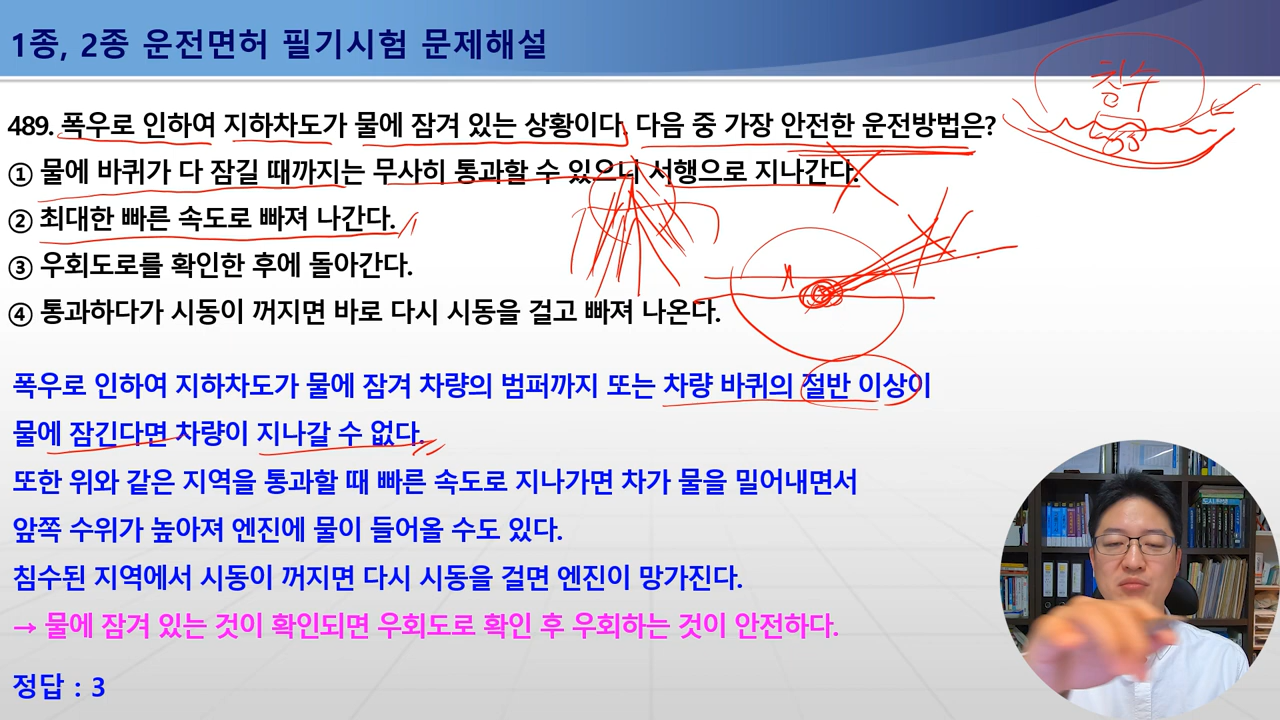 1종, 2종 운전면허 필기시험 문제해설
침수
489. 폭우로 인하여 지하차도가 물에 잠겨 있는 상황이다. 다음 중 가장 안전한 운전방법은?
① 물에 바퀴가 다 잠길 때까지는 무사히 통과할 수 있으니 서행으로 지나간다.
② 최대한 빠른 속도로 빠져 나간다.
③ 우회도로를 확인한 후에 돌아간다.
④ 통과하다가 시동이 꺼지면 바로 다시 시동을 걸고 빠져 나온다.
폭우로 인하여 지하차도가 물에 잠겨 차량의 범퍼까지 또는 차량 바퀴의 절반 이상이
물에 잠긴다면 차량이 지나갈 수 없다.
또한 위와 같은 지역을 통과할 때 빠른 속도로 지나가면 차가 물을 밀어내면서
앞쪽 수위가 높아져 엔진에 물이 들어올 수도 있다.
침수된 지역에서 시동이 꺼지면 다시 시동을 걸면 엔진이 망가진다.
→ 물에 잠겨 있는 것이 확인되면 우회도로 확인 후 우회하는 것이 안전하다.
정답 : 3